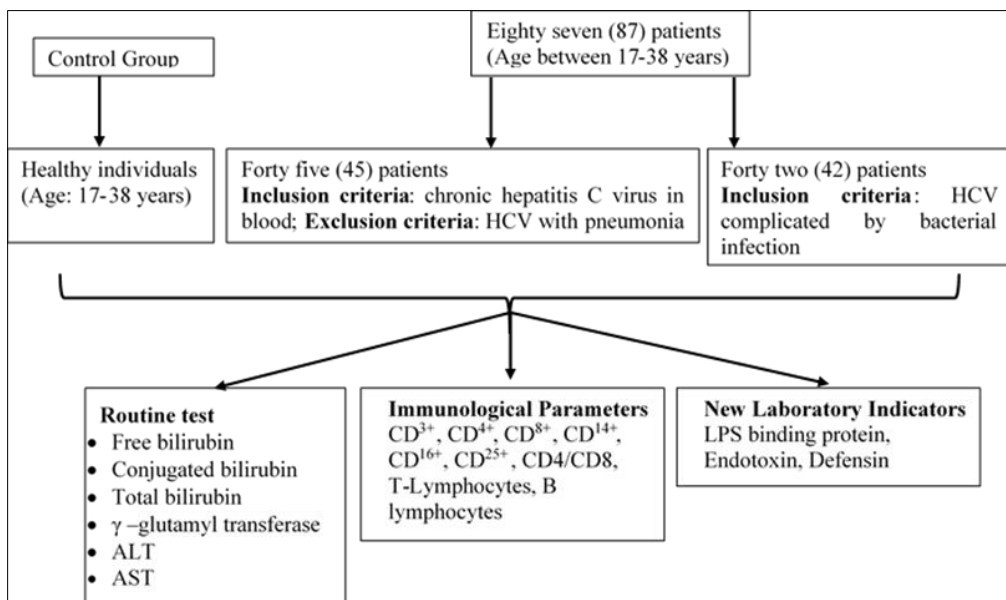 Control Group
Eighty seven (87) patients
(Age between 17-38 years)
Healthy individuals
(Age: 17-38 years)
Forty five (45) patients
Inclusion criteria: chronic hepatitis C virus in
blood; Exclusion criteria: HCV with pneumonia
Forty two (42) patients
Inclusion criteria: HCV
complicated by bacterial
infection
Routine test
• Free bilirubin
• Conjugated bilirubin
• Total bilirubin
• γ –glutamyl transferase
• ALT
• AST
Immunological Parameters
CD³⁺, CD⁴⁺, CD⁸⁺, CD¹⁴⁺,
CD¹⁶⁺, CD²⁵⁺, CD4/CD8,
T-Lymphocytes, B
lymphocytes
New Laboratory Indicators
LPS binding protein,
Endotoxin, Defensin